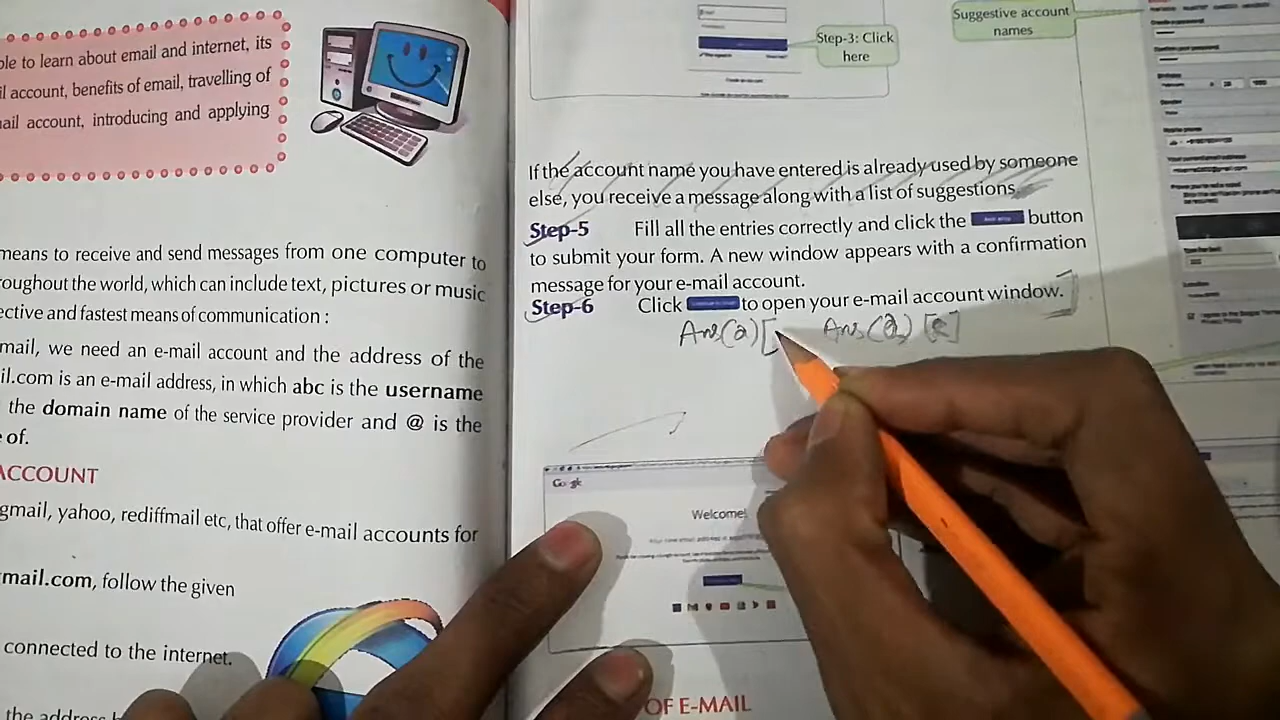 ole to learn about email and internet, its
il account, benefits of email, travelling of
nail account, introducing and applying
means to receive and send messages from one computer to
oughout the world, which can include text, pictures or music
ective and fastest means of communication :
mail, we need an e-mail account and the address of the
il.com is an e-mail address, in which abc is the username
the domain name of the service provider and @ is the
e of.
ACCOUNT
gmail, yahoo, rediffmail etc, that offer e-mail accounts for
mail.com, follow the given
connected to the internet.
the address
Step-3: Click
here
Suggestive account
names
If the account name you have entered is already used by someone
else, you receive a message along with a list of suggestions.
Step-5 Fill all the entries correctly and click the button
to submit your form. A new window appears with a confirmation
message for your e-mail account.
Step-6 Click to open your e-mail account window.
Ans(2)[ Ans(2)
Google
Welcome!
OF E-MAIL